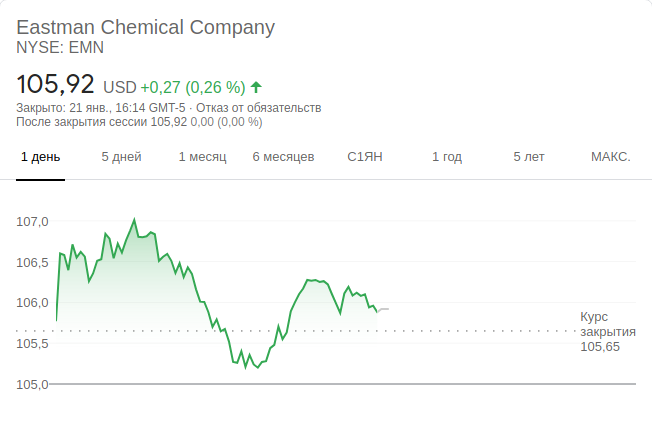 Eastman Chemical Company
NYSE: EMN
105,92 USD +0,27 (0,26 %)
Закрыто: 21 янв., 16:14 GMT-5 · Отказ от обязательств
После закрытия сессии 105,92 0,00 (0,00 %)
1 день 5 дней 1 месяц 6 месяцев С1ЯН 1 год 5 лет МАКС.
107,0
106,5
106,0
Курс
закрытия
105,65
105,5
105,0